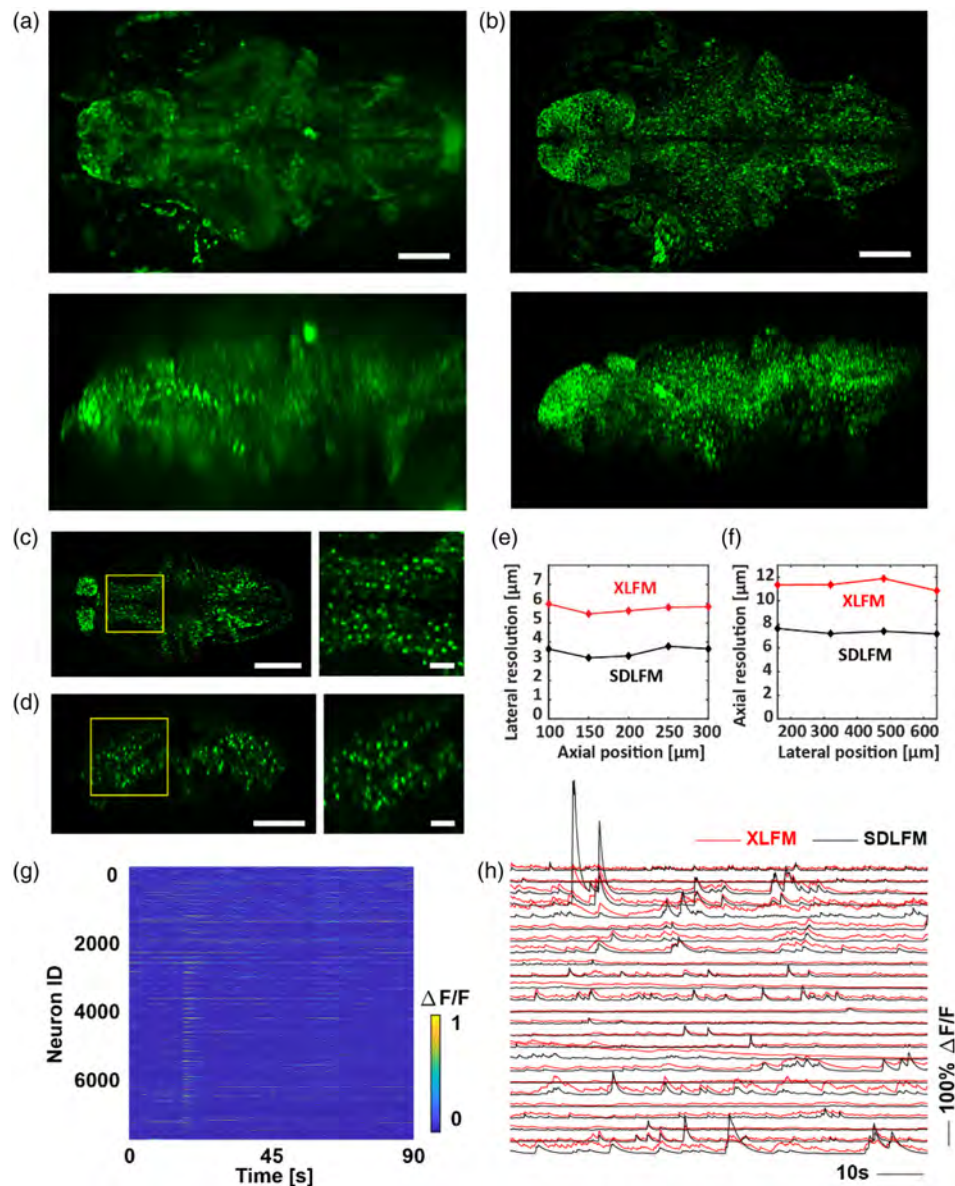 (a)
(b)
(c)
(d)
(e)
Lateral resolution [μm]
7
6
5
4
3
2
1
0
XLFM
SDLFM
100 150 200 250 300
Axial position [μm]
(f)
Axial resolution [μm]
12
10
8
6
4
2
0
XLFM
SDLFM
200 300 400 500 600
Lateral position [μm]
(g)
Neuron ID
0
2000
4000
6000
0 45 90
Time [s]
Δ F/F
1
0
(h)
XLFM SDLFM
100% Δ F/F
10s